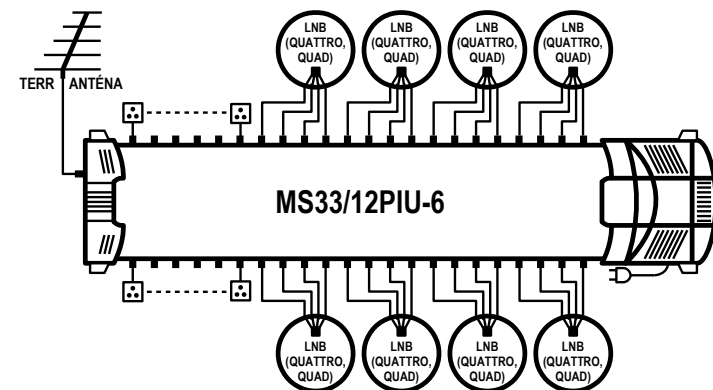 LNB
(QUATTRO,
QUAD)
LNB
(QUATTRO,
QUAD)
LNB
(QUATTRO,
QUAD)
LNB
(QUATTRO,
QUAD)
TERR ANTÉNA
MS33/12PIU-6
LNB
(QUATTRO,
QUAD)
LNB
(QUATTRO,
QUAD)
LNB
(QUATTRO,
QUAD)
LNB
(QUATTRO,
QUAD)